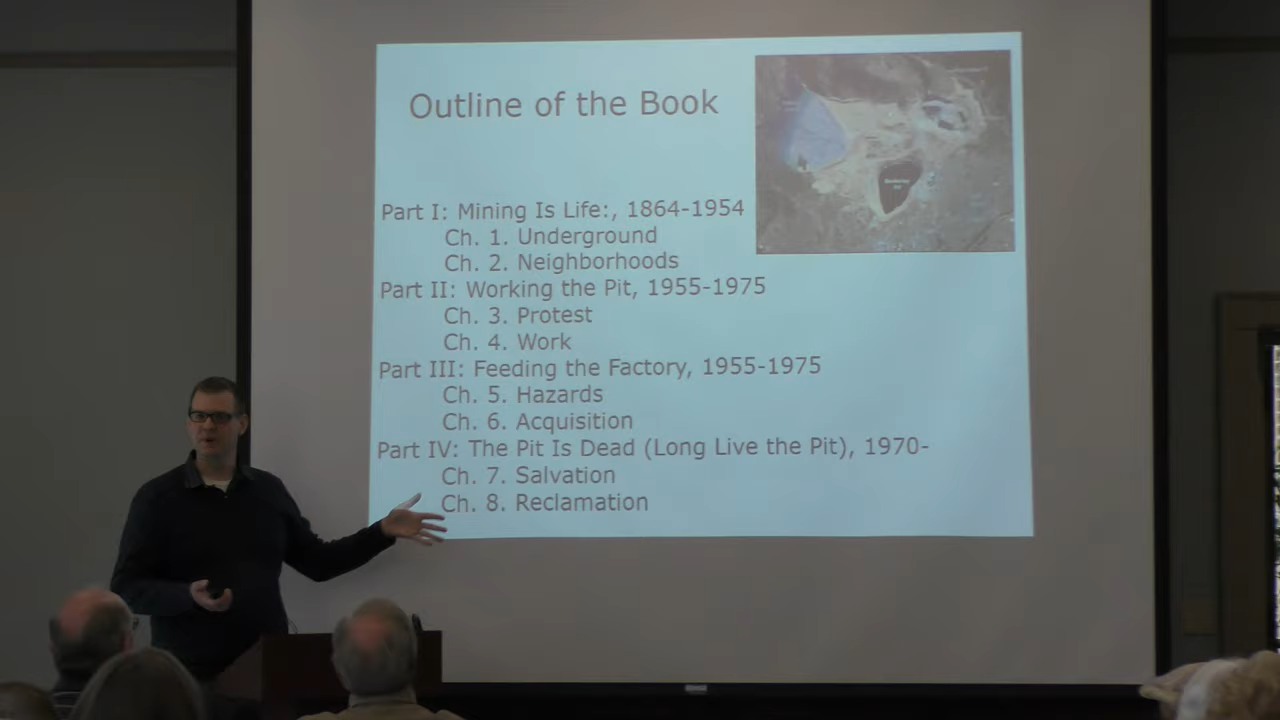 Outline of the Book
Part I: Mining Is Life:, 1864-1954
Ch. 1. Underground
Ch. 2. Neighborhoods
Part II: Working the Pit, 1955-1975
Ch. 3. Protest
Ch. 4. Work
Part III: Feeding the Factory, 1955-1975
Ch. 5. Hazards
Ch. 6. Acquisition
Part IV: The Pit Is Dead (Long Live the Pit), 1970-
Ch. 7. Salvation
Ch. 8. Reclamation